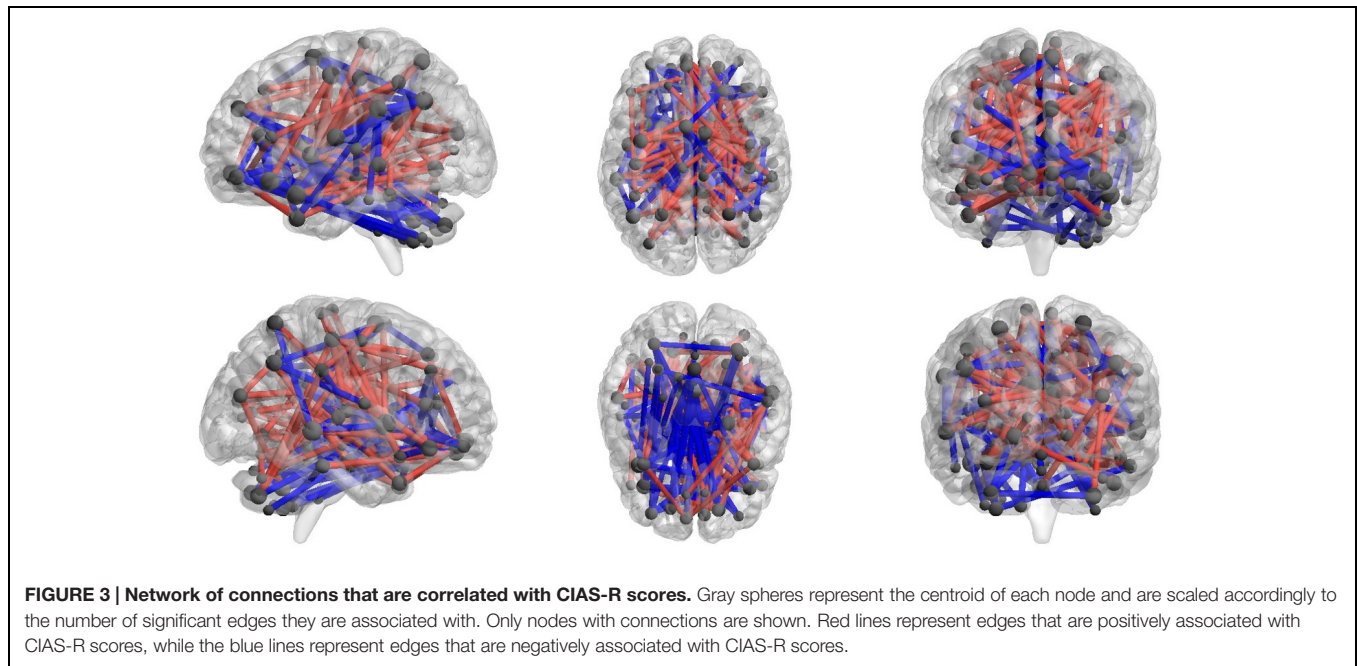 FIGURE 3 | Network of connections that are correlated with CIAS-R scores. Gray spheres represent the centroid of each node and are scaled accordingly to
the number of significant edges they are associated with. Only nodes with connections are shown. Red lines represent edges that are positively associated with
CIAS-R scores, while the blue lines represent edges that are negatively associated with CIAS-R scores.